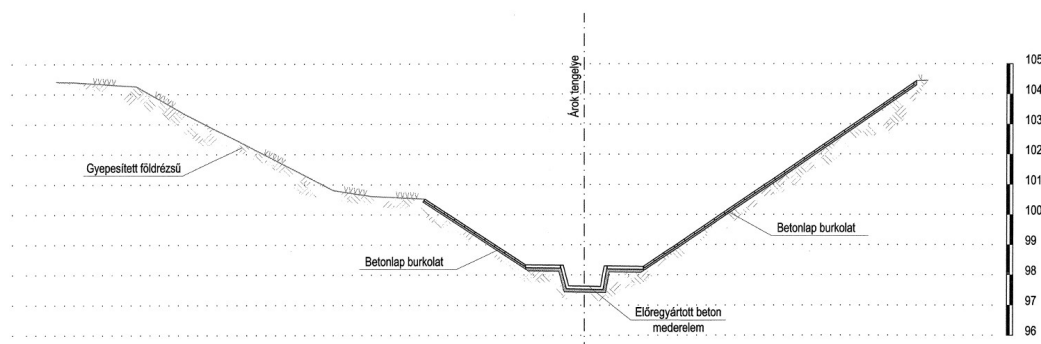 Árok tengelye
105
104
103
102
101
100
99
98
97
96
Gyepesített földrézsű
Betonlap burkolat
Betonlap burkolat
Előregyártott beton
mederelem